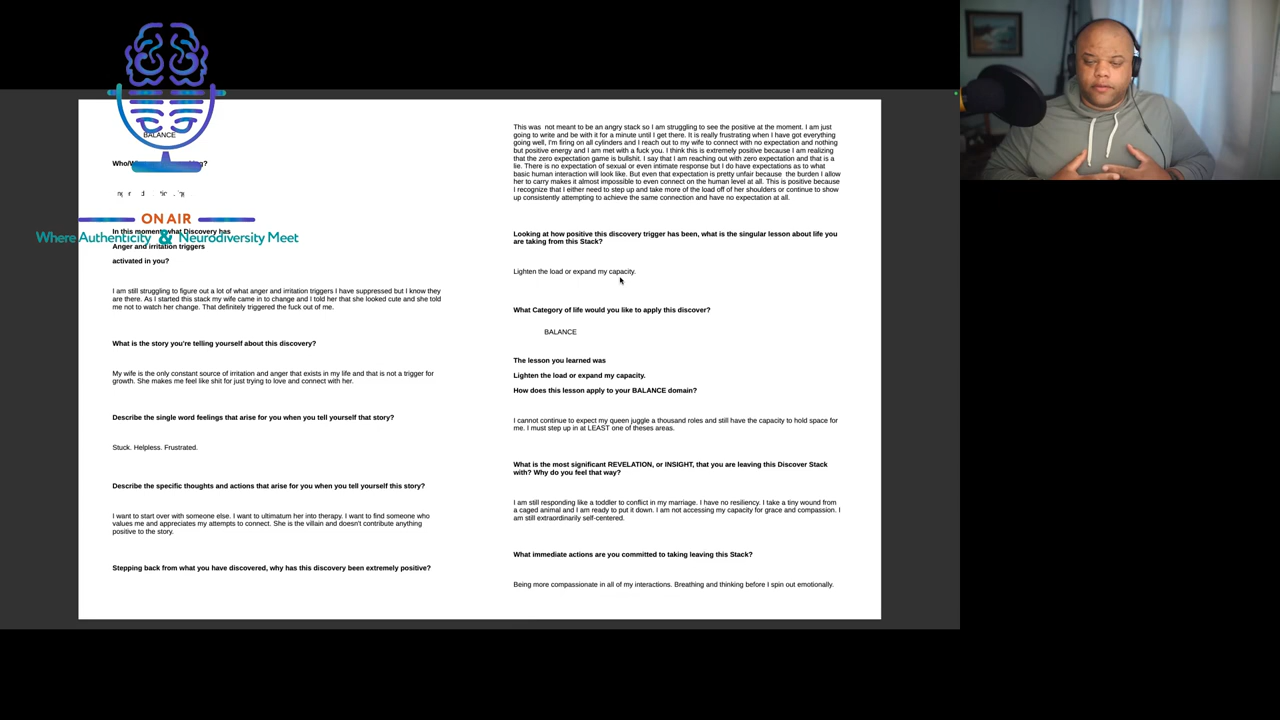 BALANCE
ON AIR
Where Authenticity & Neurodiversity Meet
In this moment what Discovery has
Anger and irritation triggers
activated in you?
I am still struggling to figure out a lot of what anger and irritation triggers I have suppressed but I know they
are there. As I started this stack my wife came in to change and I told her that she looked cute and she told
me not to watch her change. That definitely triggered the fuck out of me.
What is the story you're telling yourself about this discovery?
My wife is the only constant source of irritation and anger that exists in my life and that is not a trigger for
growth. She makes me feel like shit for just trying to love and connect with her.
Describe the single word feelings that arise for you when you tell yourself that story?
Stuck. Helpless. Frustrated.
Describe the specific thoughts and actions that arise for you when you tell yourself this story?
I want to start over with someone else. I want to ultimatum her into therapy. I want to find someone who
values me and appreciates my attempts to connect. She is the villain and doesn't contribute anything
positive to the story.
Stepping back from what you have discovered, why has this discovery been extremely positive?
This was not meant to be an angry stack so I am struggling to see the positive at the moment. I am just
going to write and be with it for a minute until I get there. It is really frustrating when I have got everything
going well, I'm firing on all cylinders and I reach out to my wife to connect with no expectation and nothing
but positive energy and I am met with a fuck you. I think this is extremely positive because I am realizing
that the zero expectation game is bullshit. I say that I am reaching out with zero expectation and that is a
lie. There is no expectation of sexual or even intimate response but I do have expectations as to what
basic human interaction will look like. But even that expectation is pretty unfair because the burden I allow
her to carry makes it almost impossible to even connect on the human level at all. This is positive because
I recognize that I either need to step up and take more of the load off of her shoulders or continue to show
up consistently attempting to achieve the same connection and have no expectation at all.
Looking at how positive this discovery trigger has been, what is the singular lesson about life you
are taking from this Stack?
Lighten the load or expand my capacity.
What Category of life would you like to apply this discover?
BALANCE
The lesson you learned was
Lighten the load or expand my capacity.
How does this lesson apply to your BALANCE domain?
I cannot continue to expect my queen juggle a thousand roles and still have the capacity to hold space for
me. I must step up in at LEAST one of theses areas.
What is the most significant REVELATION, or INSIGHT, that you are leaving this Discover Stack
with? Why do you feel that way?
I am still responding like a toddler to conflict in my marriage. I have no resiliency. I take a tiny wound from
a caged animal and I am ready to put it down. I am not accessing my capacity for grace and compassion. I
am still extraordinarily self-centered.
What immediate actions are you committed to taking leaving this Stack?
Being more compassionate in all of my interactions. Breathing and thinking before I spin out emotionally.